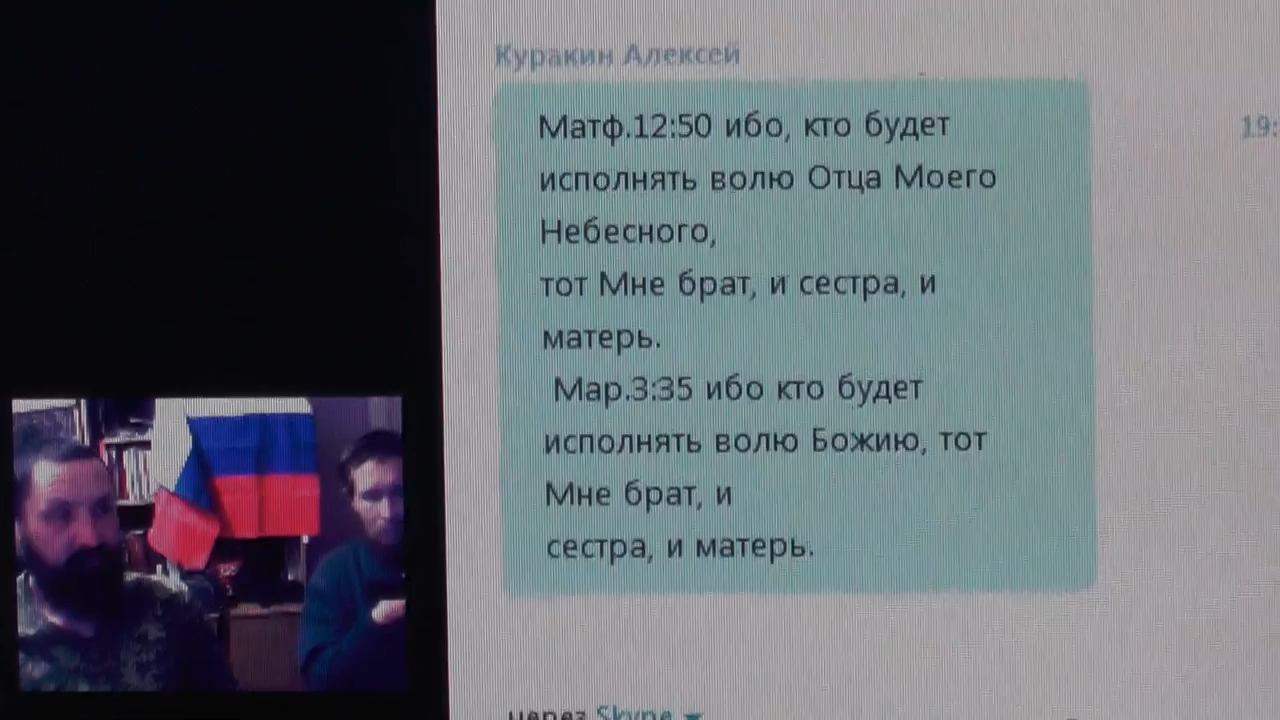 Куракин Алексей
Матф.12:50 ибо, кто будет
19:
исполнять волю Отца Моего
Небесного,
тот Мне брат, и сестра, и
матерь.
Мар.3:35 ибо кто будет
исполнять волю Божию, тот
Мне брат, и
сестра, и матерь.
через Skype